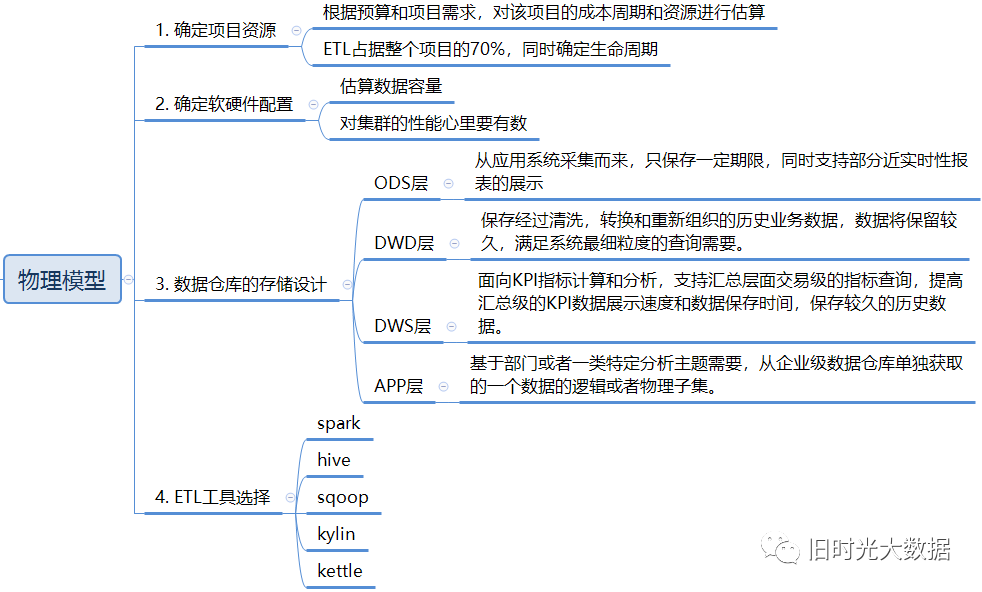 物理模型
1. 确定项目资源
根据预算和项目需求，对该项目的成本周期和资源进行估算
ETL占据整个项目的70%，同时确定生命周期
2. 确定软硬件配置
估算数据容量
对集群的性能心里要有数
3. 数据仓库的存储设计
ODS层
从应用系统采集而来，只保存一定期限，同时支持部分近实时性报
表的展示
DWD层
保存经过清洗，转换和重新组织的历史业务数据，数据将保留较
久，满足系统最细粒度的查询需要。
DWS层
面向KPI指标计算和分析，支持汇总层面交易级的指标查询，提高
汇总级的KPI数据展示速度和数据保存时间，保存较久的历史数
据。
APP层
基于部门或者一类特定分析主题需要，从企业级数据仓库单独获取
的一个数据的逻辑或者物理子集。
4. ETL工具选择
spark
hive
sqoop
kylin
kettle
旧时光大数据